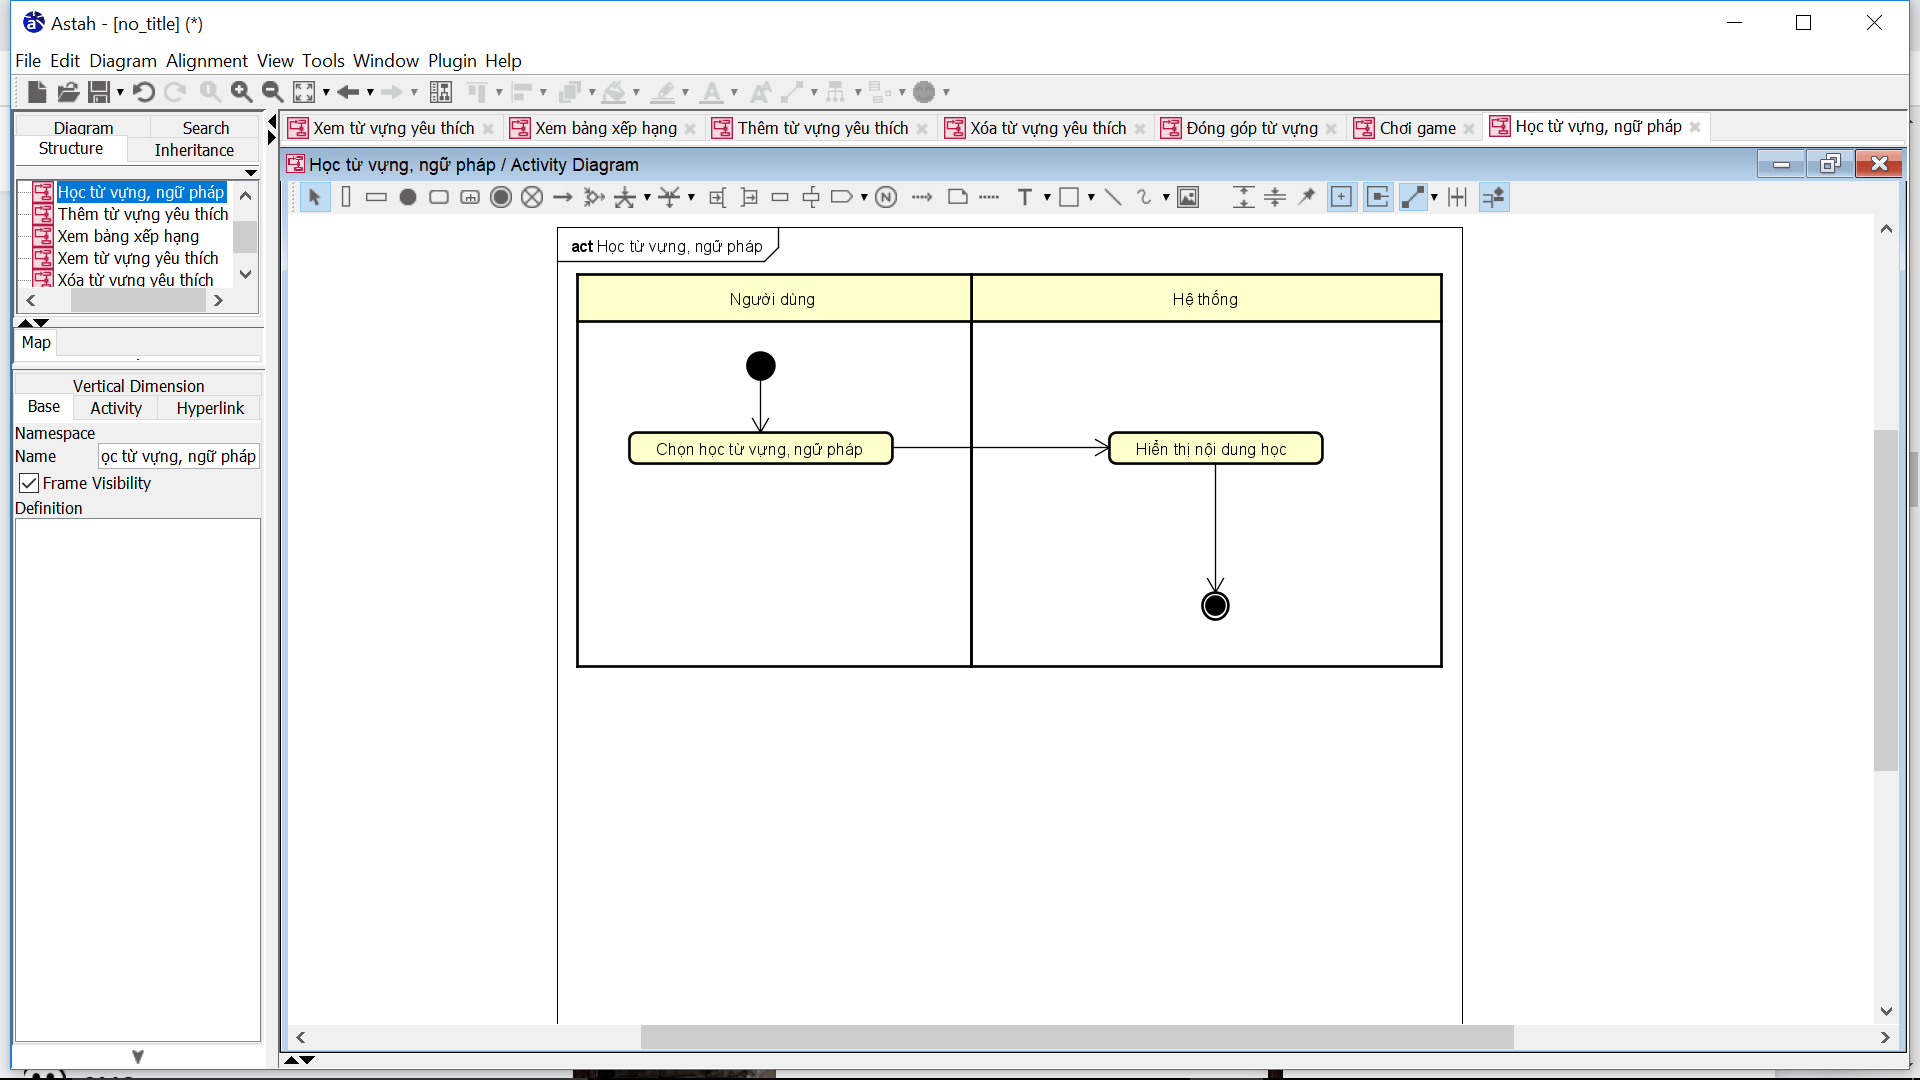 Astah - [no_title] (*)
File Edit Diagram Alignment View Tools Window Plugin Help
Diagram Search
Structure Inheritance
Học từ vựng, ngữ pháp
Thêm từ vựng yêu thích
Xem bảng xếp hạng
Xem từ vựng yêu thích
Xóa từ vựng yêu thích
Map
Vertical Dimension
Base Activity Hyperlink
Namespace
Name ọc từ vựng, ngữ pháp
Frame Visibility
Definition
Xem từ vựng yêu thích Xem bảng xếp hạng Thêm từ vựng yêu thích Xóa từ vựng yêu thích Đóng góp từ vựng Chơi game Học từ vựng, ngữ pháp
Học từ vựng, ngữ pháp / Activity Diagram
act Học từ vựng, ngữ pháp
Người dùng Hệ thống
Chọn học từ vựng, ngữ pháp Hiển thị nội dung học